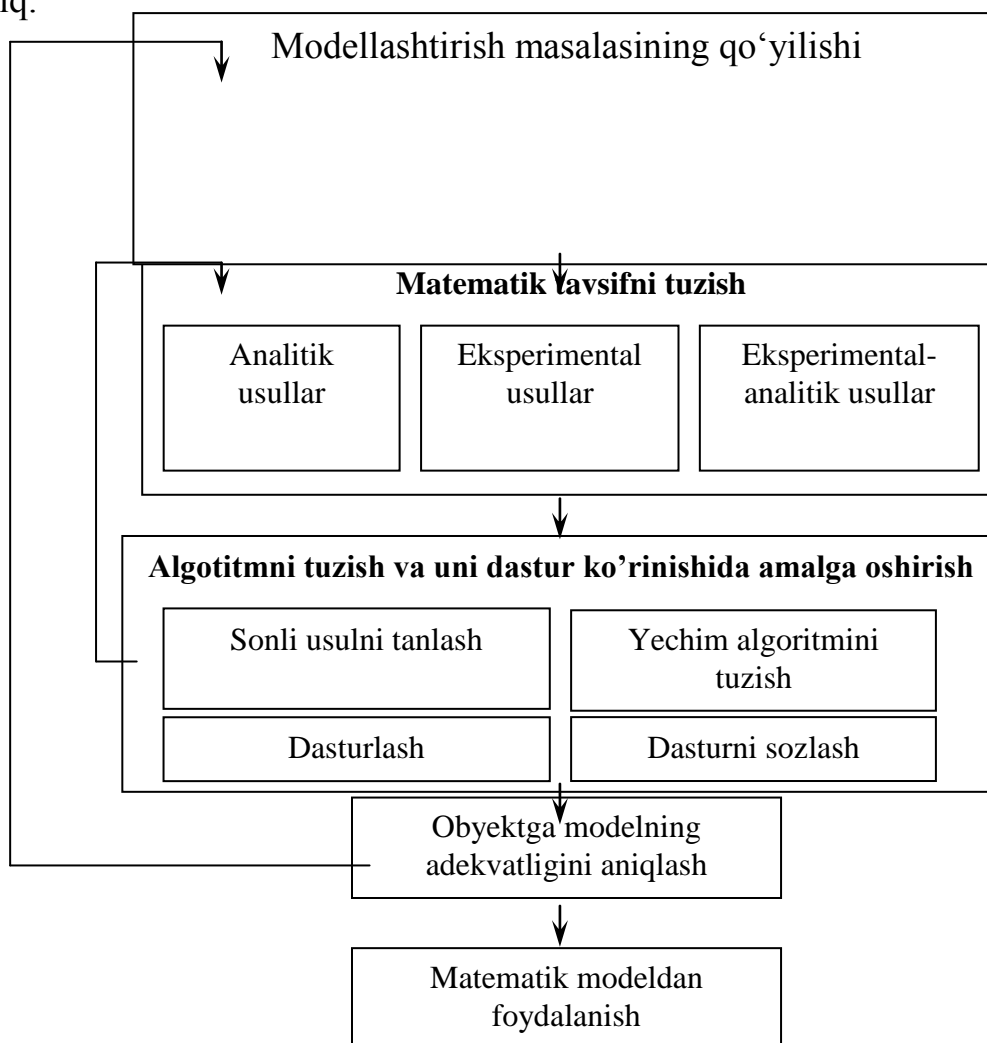 iq.
Modellashtirish masalasining qo‘yilishi
Matematik tavsifni tuzish
Analitik
usullar
Eksperimental
usullar
Eksperimental-
analitik usullar
Algotitmni tuzish va uni dastur ko’rinishida amalga oshirish
Sonli usulni tanlash
Yechim algoritmini
tuzish
Dasturlash
Dasturni sozlash
Obyektga modelning
adekvatligini aniqlash
Matematik modeldan
foydalanish